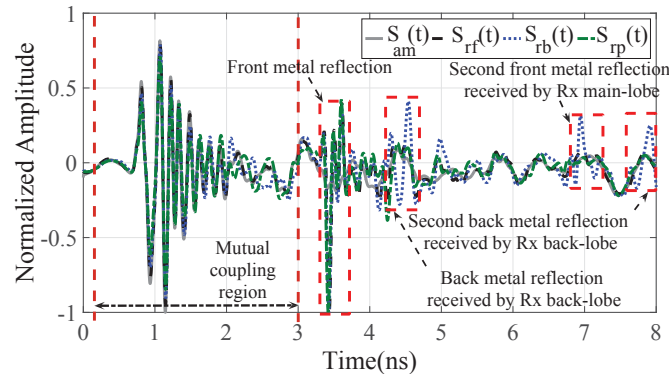 S_am(t) S_rf(t) S_rb(t) S_rp(t)
Front metal reflection
Second front metal reflection
received by Rx main-lobe
Normalized Amplitude
1
0.5
0
-0.5
-1
Second back metal reflection
received by Rx back-lobe
Mutual
coupling
region
Back metal reflection
received by Rx back-lobe
0 1 2 3 4 5 6 7 8
Time(ns)